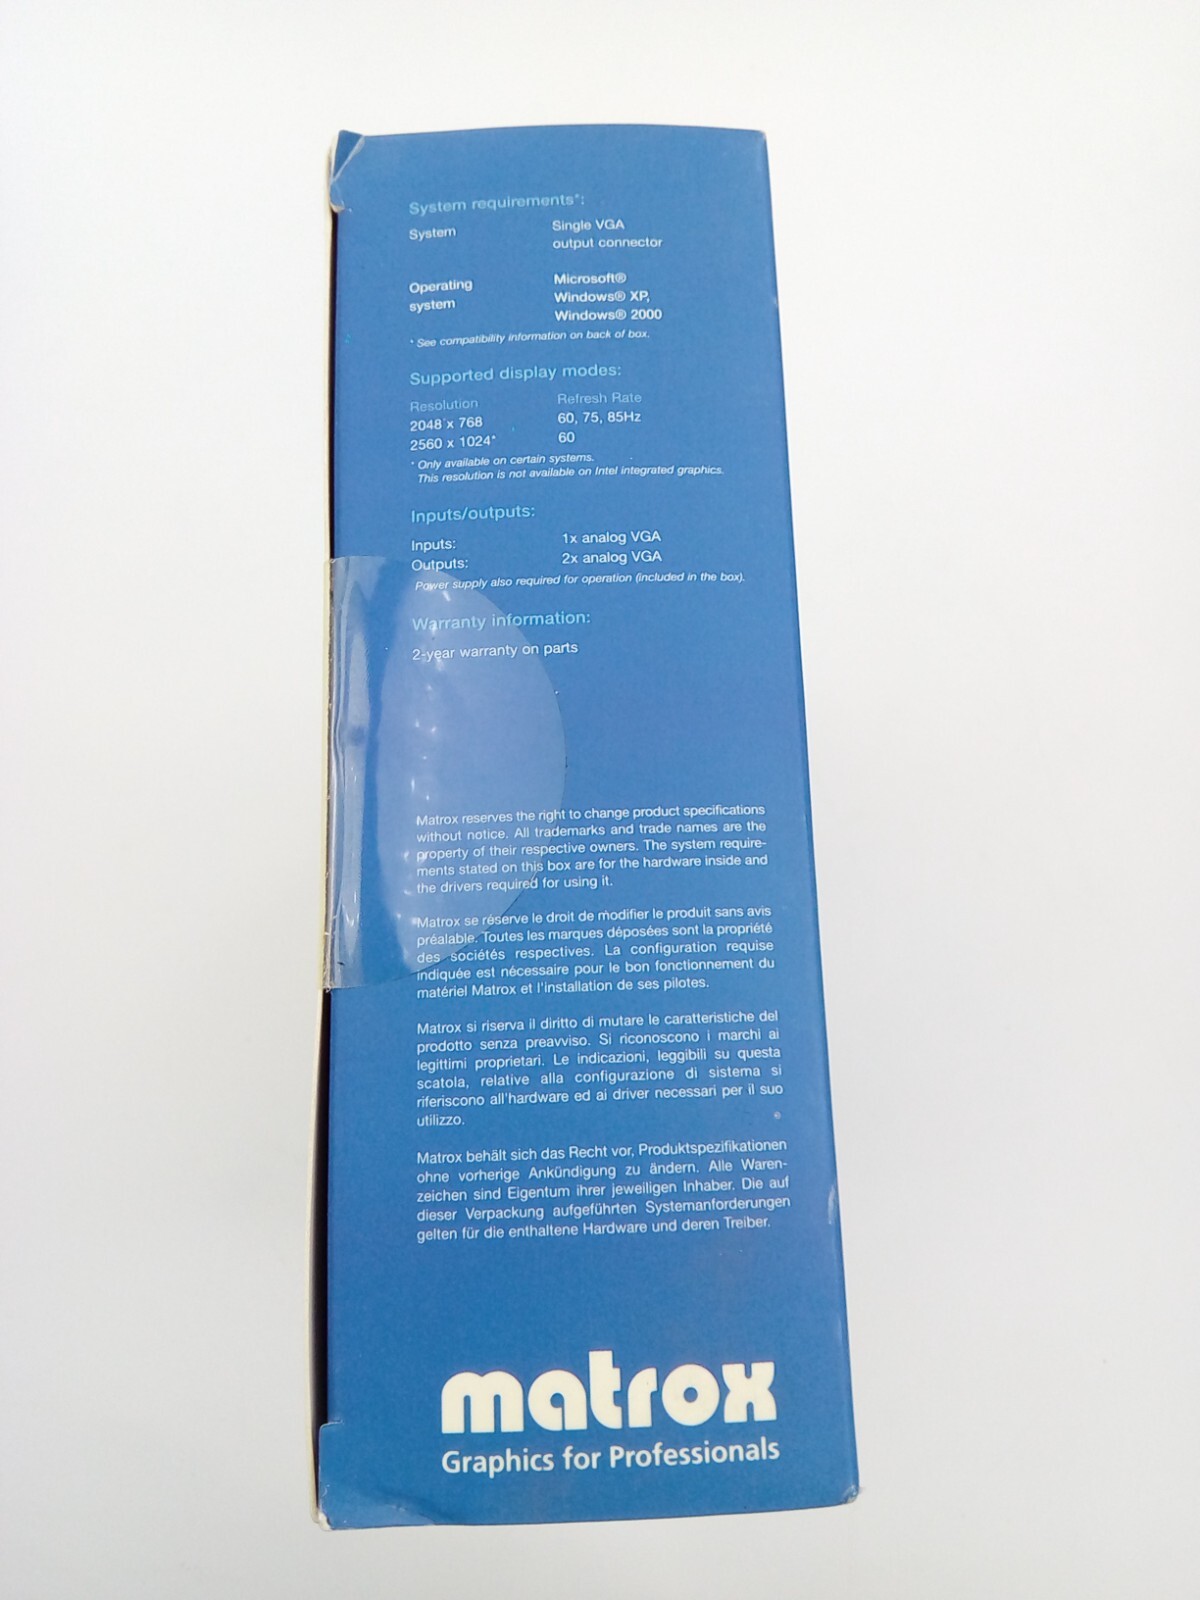 System requirements*:
System Single VGA
output connector
Operating Microsoft®
system Windows® XP,
Windows® 2000
* See compatibility information on back of box.
Supported display modes:
Resolution Refresh Rate
2048 x 768 60, 75, 85Hz
2560 x 1024* 60
* Only available on certain systems.
This resolution is not available on Intel integrated graphics.
Inputs/outputs:
Inputs: 1x analog VGA
Outputs: 2x analog VGA
Power supply also required for operation (included in the box).
Warranty information:
2-year warranty on parts
Matrox reserves the right to change product specifications
without notice. All trademarks and trade names are the
property of their respective owners. The system require-
ments stated on this box are for the hardware inside and
the drivers required for using it.
Matrox se réserve le droit de modifier le produit sans avis
préalable. Toutes les marques déposées sont la propriété
des sociétés respectives. La configuration requise
indiquée est nécessaire pour le bon fonctionnement du
matériel Matrox et l'installation de ses pilotes.
Matrox si riserva il diritto di mutare le caratteristiche del
prodotto senza preavviso. Si riconoscono i marchi ai
legittimi proprietari. Le indicazioni, leggibili su questa
scatola, relative alla configurazione di sistema si
riferiscono all'hardware ed ai driver necessari per il suo
utilizzo.
Matrox behält sich das Recht vor, Produktspezifikationen
ohne vorherige Ankündigung zu ändern. Alle Waren-
zeichen sind Eigentum ihrer jeweiligen Inhaber. Die auf
dieser Verpackung aufgeführten Systemanforderungen
gelten für die enthaltene Hardware und deren Treiber.
matrox
Graphics for Professionals